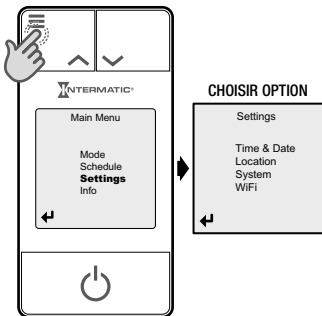 INTERMATIC®
Main Menu
Mode
Schedule
Settings
Info
CHOISIR OPTION
Settings
Time & Date
Location
System
WiFi